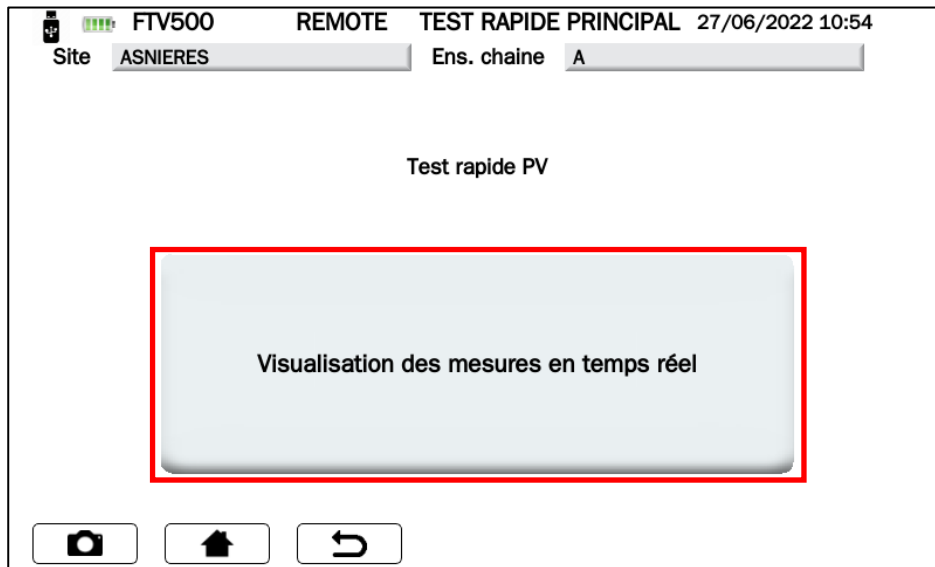 FTV500 REMOTE TEST RAPIDE PRINCIPAL 27/06/2022 10:54
Site ASNIERES Ens. chaine A
Test rapide PV
Visualisation des mesures en temps réel